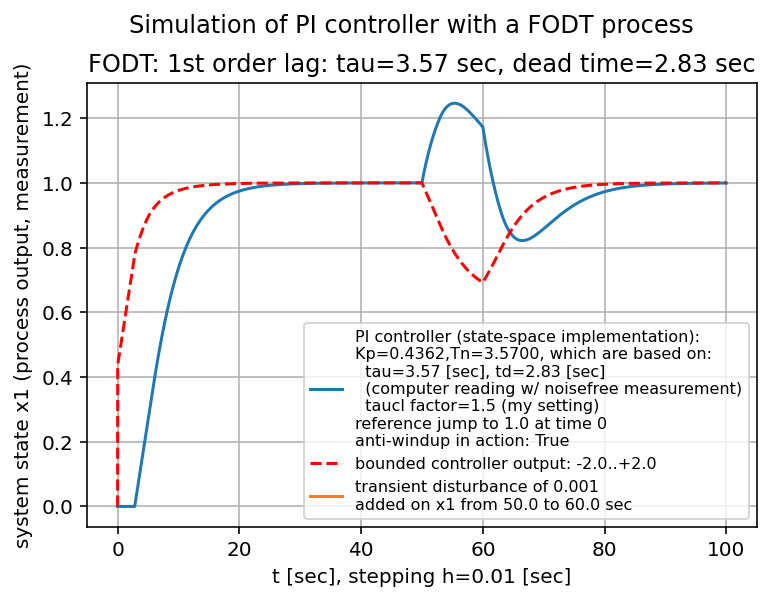 Simulation of PI controller with a FODT process
FODT: 1st order lag: tau=3.57 sec, dead time=2.83 sec
system state x1 (process output, measurement)
1.2
1.0
0.8
0.6
0.4
0.2
0.0
PI controller (state-space implementation):
Kp=0.4362,Tn=3.5700, which are based on:
tau=3.57 [sec], td=2.83 [sec]
(computer reading w/ noisefree measurement)
taucl factor=1.5 (my setting)
reference jump to 1.0 at time 0
anti-windup in action: True
bounded controller output: -2.0..+2.0
transient disturbance of 0.001
added on x1 from 50.0 to 60.0 sec
0 20 40 60 80 100
t [sec], stepping h=0.01 [sec]